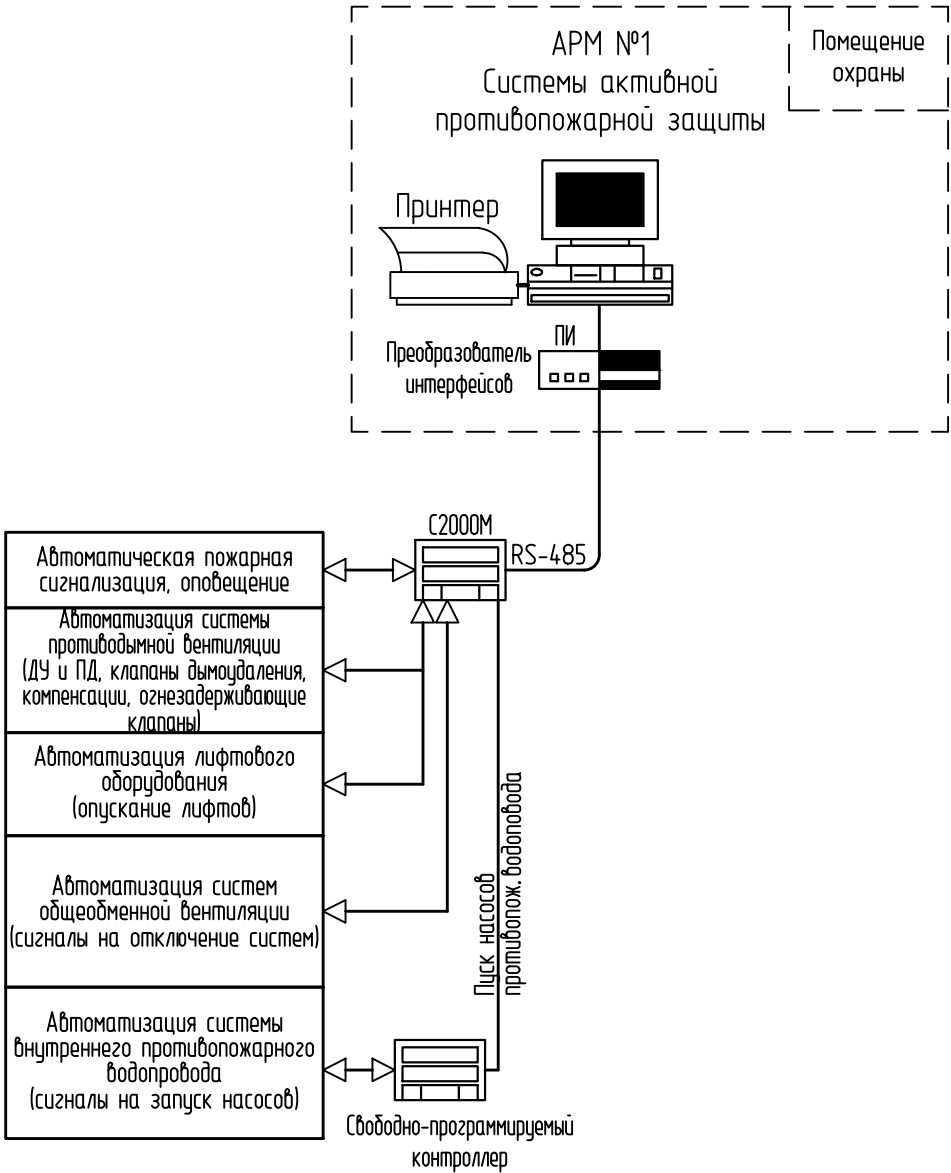 АРМ №1
Системы активной
противопожарной защиты
Помещение
охраны
Принтер
ПИ
Преобразователь
интерфейсов
С2000М
RS-485
Автоматическая пожарная
сигнализация, оповещение
Автоматизация системы
противодымной вентиляции
(ДУ и ПД, клапаны дымоудаления,
компенсации, огнезадерживающие
клапаны)
Автоматизация лифтового
оборудования
(опускание лифтов)
Автоматизация систем
общеобменной вентиляции
(сигналы на отключение систем)
Пуск насосов
противопож. водоповода
Автоматизация системы
внутреннего противопожарного
водопровода
(сигналы на запуск насосов)
Свободно-программируемый
контроллер